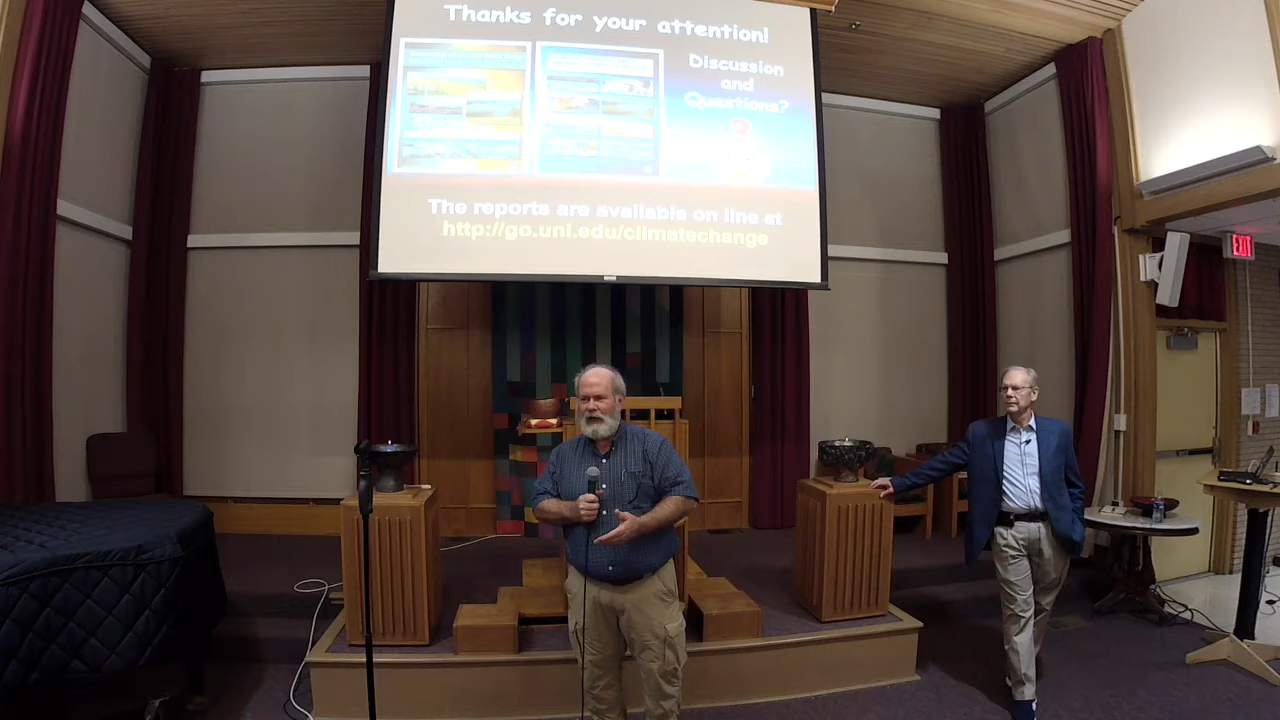 Thanks for your attention!
Discussion
and
Questions?
?
The reports are available on line at
http://go.uni.edu/climatechange
EXIT